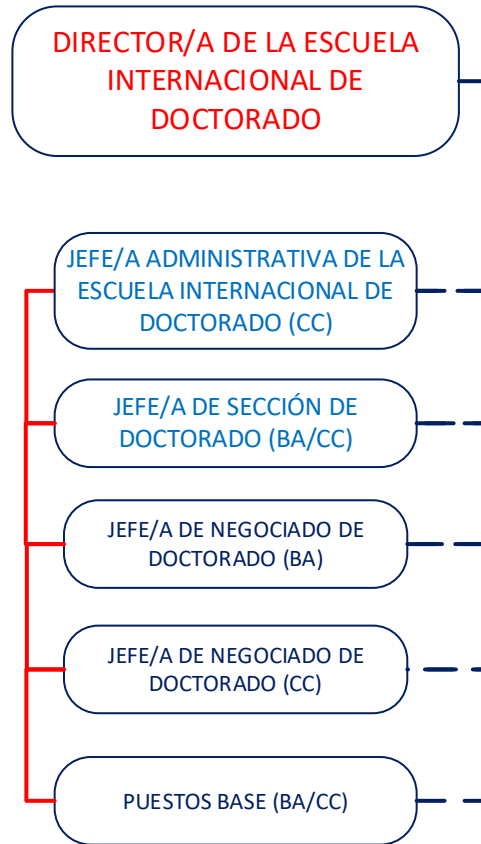 DIRECTOR/A DE LA ESCUELA
INTERNACIONAL DE
DOCTORADO
JEFE/A ADMINISTRATIVA DE LA
ESCUELA INTERNACIONAL DE
DOCTORADO (CC)
JEFE/A DE SECCIÓN DE
DOCTORADO (BA/CC)
JEFE/A DE NEGOCIADO DE
DOCTORADO (BA)
JEFE/A DE NEGOCIADO DE
DOCTORADO (CC)
PUESTOS BASE (BA/CC)